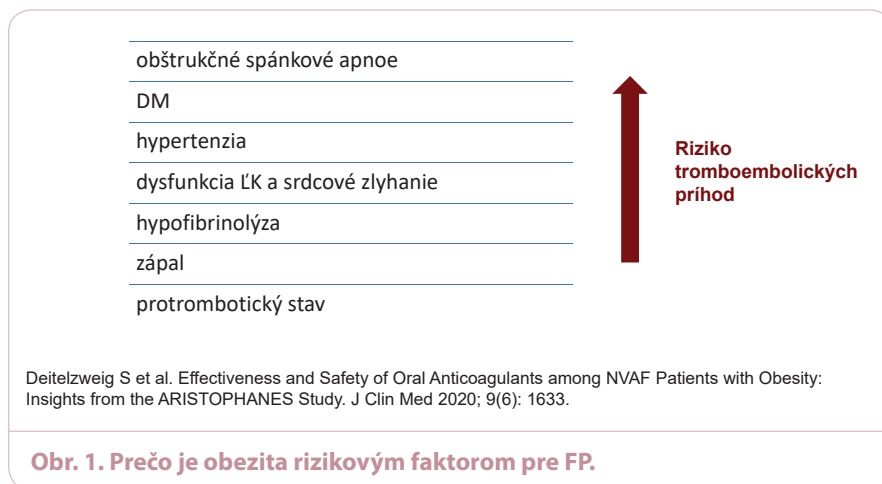 obštrukčné spánkové apnoe
DM
hypertenzia
dysfunkcia ĽK a srdcové zlyhanie
hypofibrinolýza
zápal
protrombotický stav
Riziko
tromboembolických
príhod
Deitelzweig S et al. Effectiveness and Safety of Oral Anticoagulants among NVAF Patients with Obesity:
Insights from the ARISTOPHANES Study. J Clin Med 2020; 9(6): 1633.
Obr. 1. Prečo je obezita rizikovým faktorom pre FP.